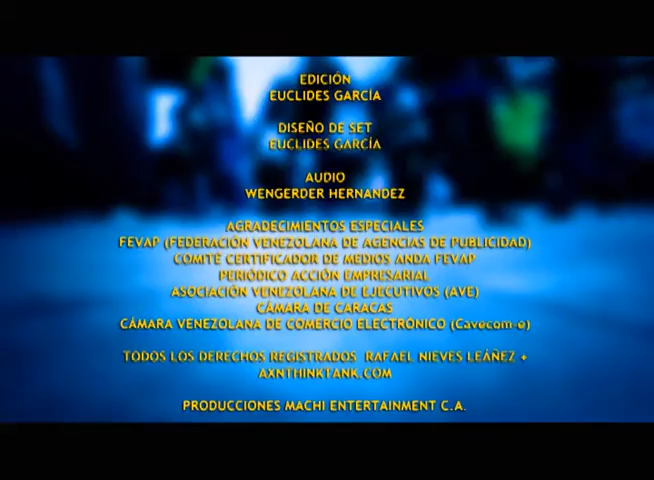 EDICIÓN
EUCLIDES GARCÍA
DISEÑO DE SET
EUCLIDES GARCÍA
AUDIO
WENGERDER HERNANDEZ
AGRADECIMIENTOS ESPECIALES
FEVAP (FEDERACIÓN VENEZOLANA DE AGENCIAS DE PUBLICIDAD)
COMITÉ CERTIFICADOR DE MEDIOS ANDA FEVAP
PERIÓDICO ACCIÓN EMPRESARIAL
ASOCIACIÓN VENEZOLANA DE EJECUTIVOS (AVE)
CÁMARA DE CARACAS
CÁMARA VENEZOLANA DE COMERCIO ELECTRÓNICO (Cavecom-e)
TODOS LOS DERECHOS REGISTRADOS RAFAEL NIEVES LEÁÑEZ +
AXNTHINKTANK.COM
PRODUCCIONES MACHI ENTERTAINMENT C.A.